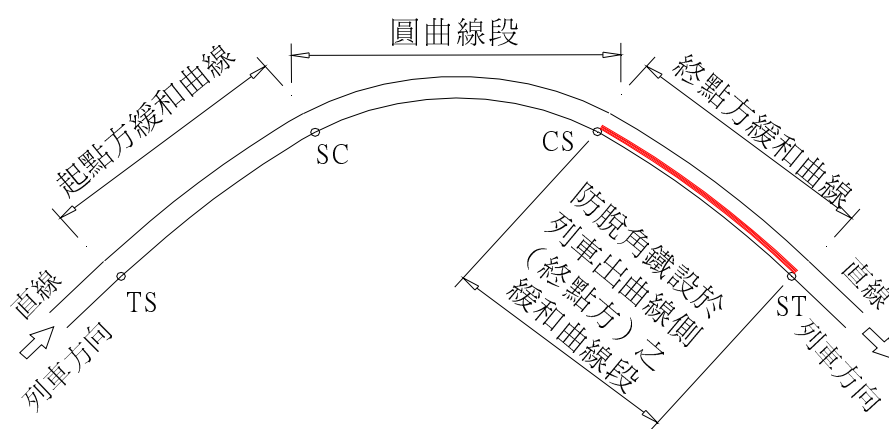 圓曲線段
起點方緩和曲線
終點方緩和曲線
SC
CS
TS
ST
直線
列車方向
防脫角鐵設於
列車出曲線側
（終點方）之
緩和曲線段
直線
列車方向